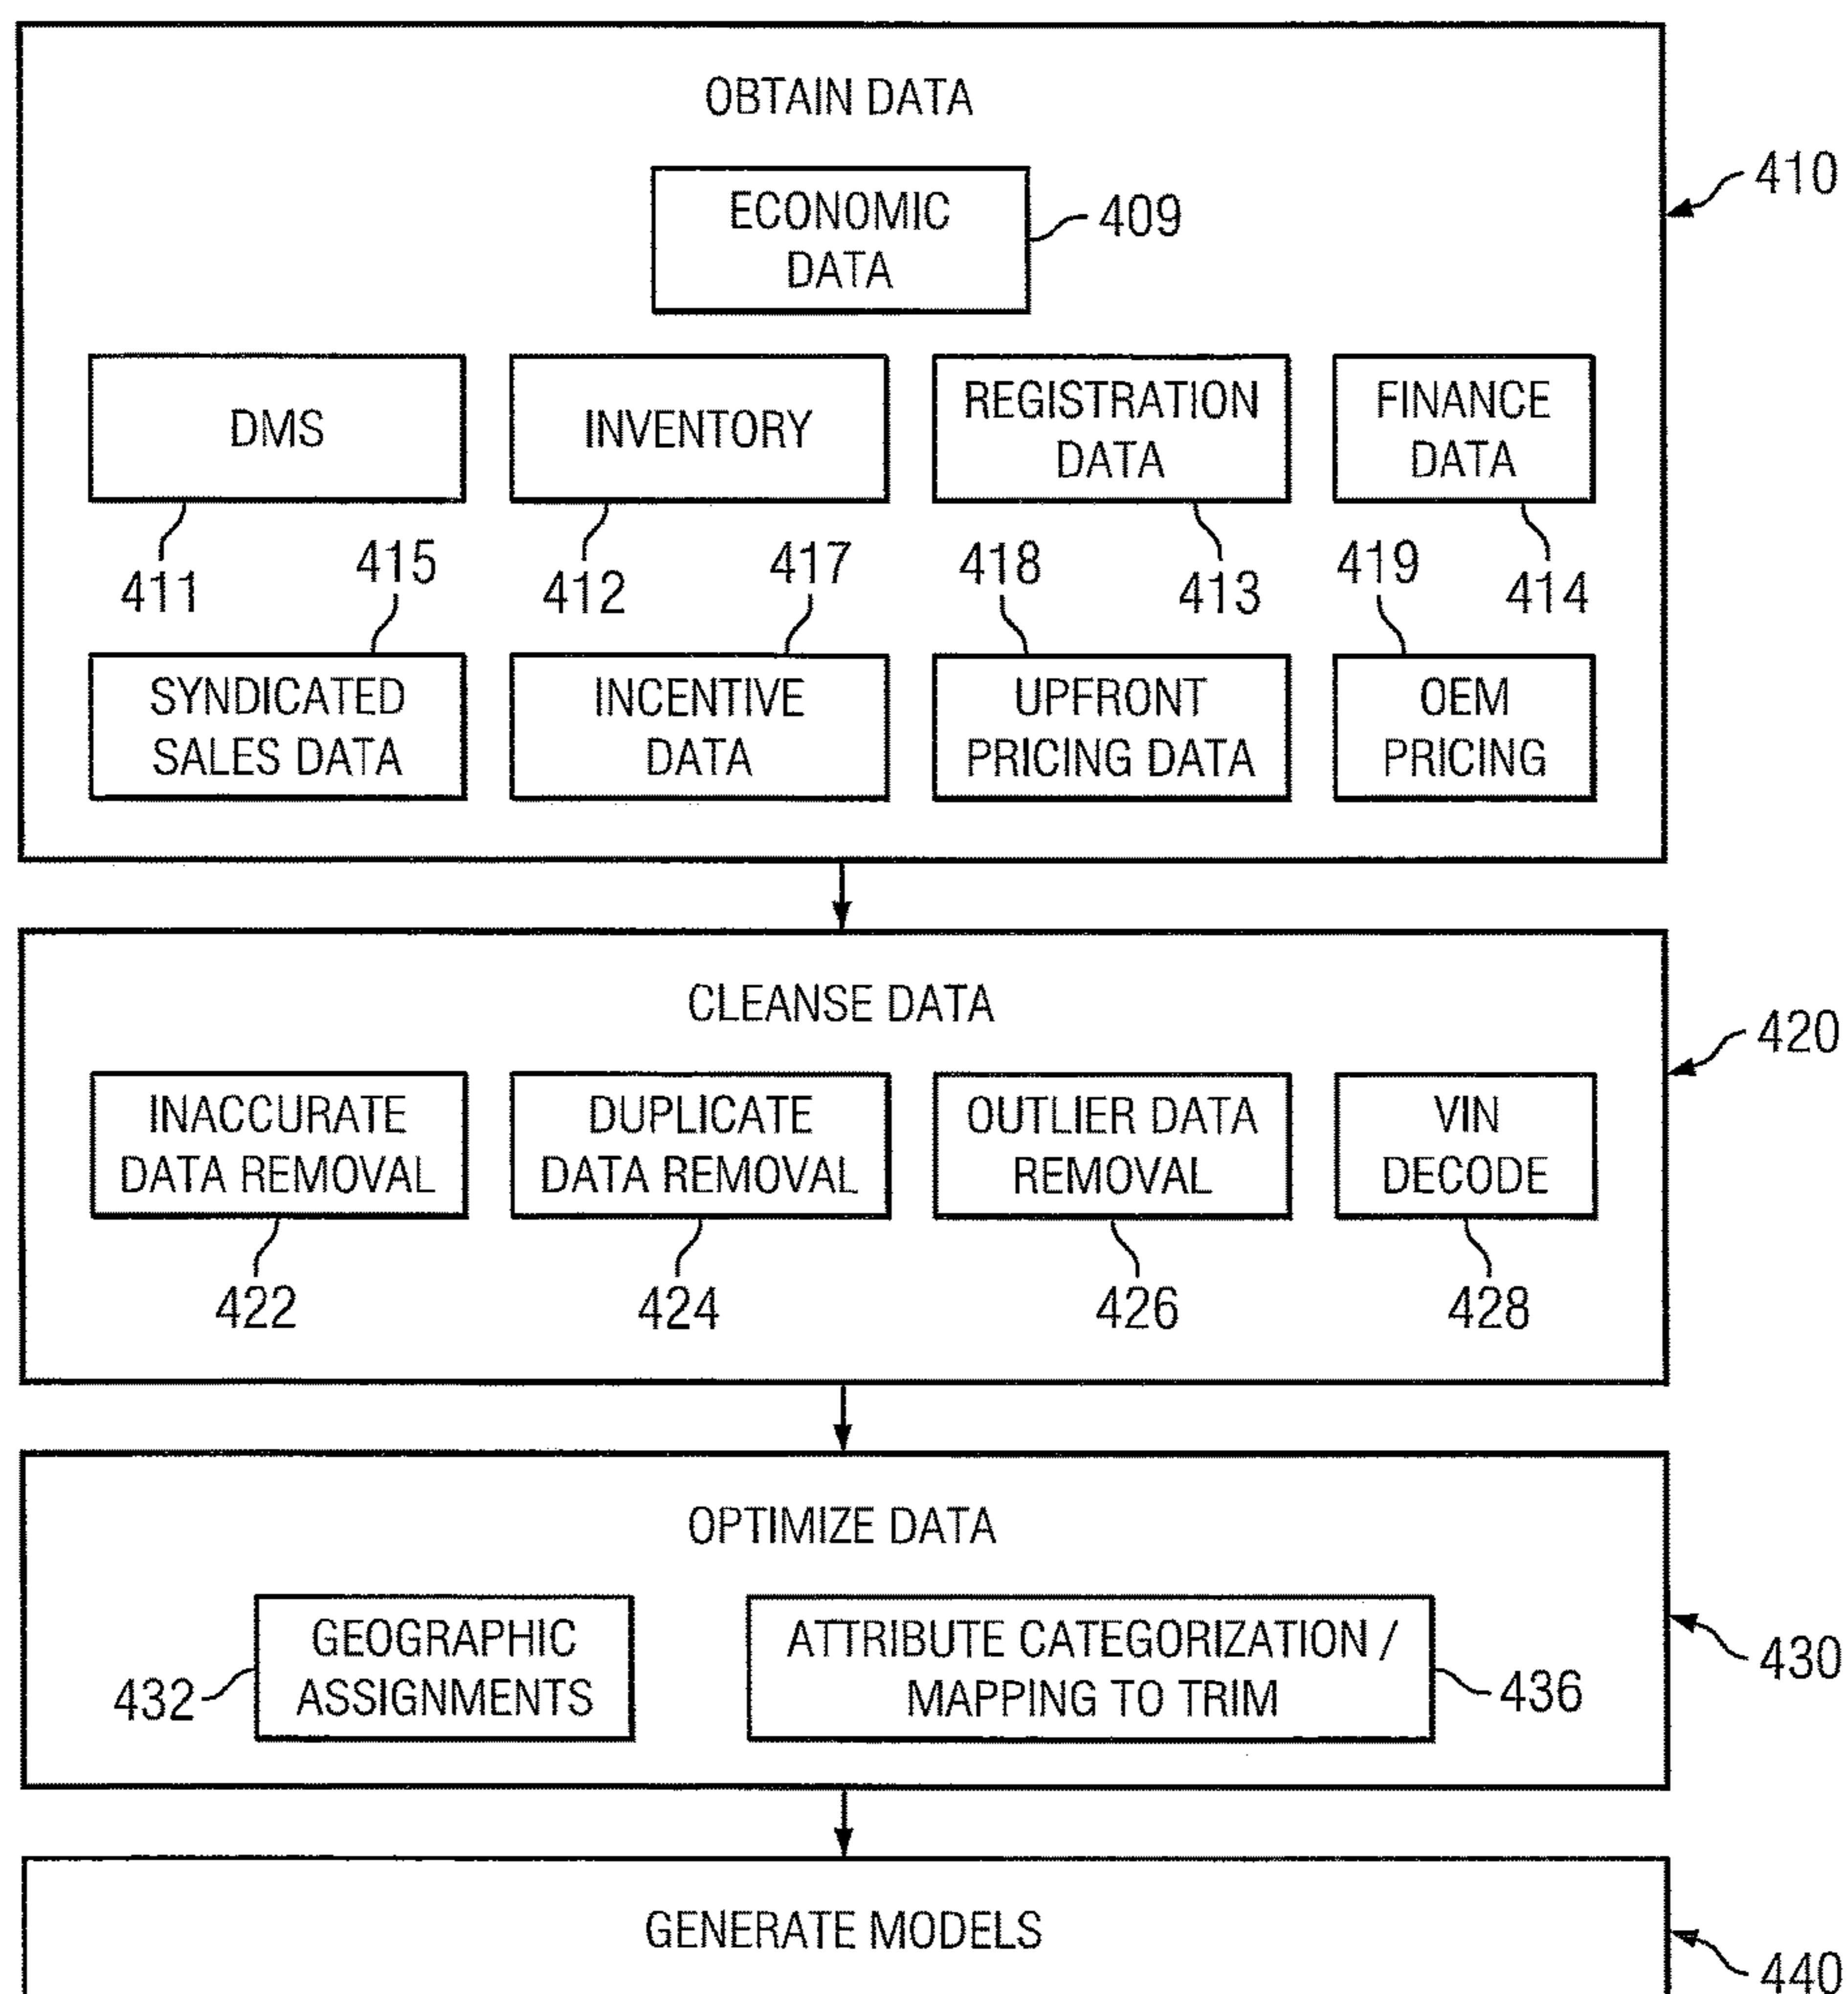 OBTAIN DATA
410
ECONOMIC
DATA
409
DMS
INVENTORY
REGISTRATION
DATA
FINANCE
DATA
411
415
412
417
418
413
419
414
SYNDICATED
SALES DATA
INCENTIVE
DATA
UPFRONT
PRICING DATA
OEM
PRICING
CLEANSE DATA
420
INACCURATE
DATA REMOVAL
DUPLICATE
DATA REMOVAL
OUTLIER DATA
REMOVAL
VIN
DECODE
422
424
426
428
OPTIMIZE DATA
430
432
GEOGRAPHIC
ASSIGNMENTS
ATTRIBUTE CATEGORIZATION /
MAPPING TO TRIM
436
GENERATE MODELS
440